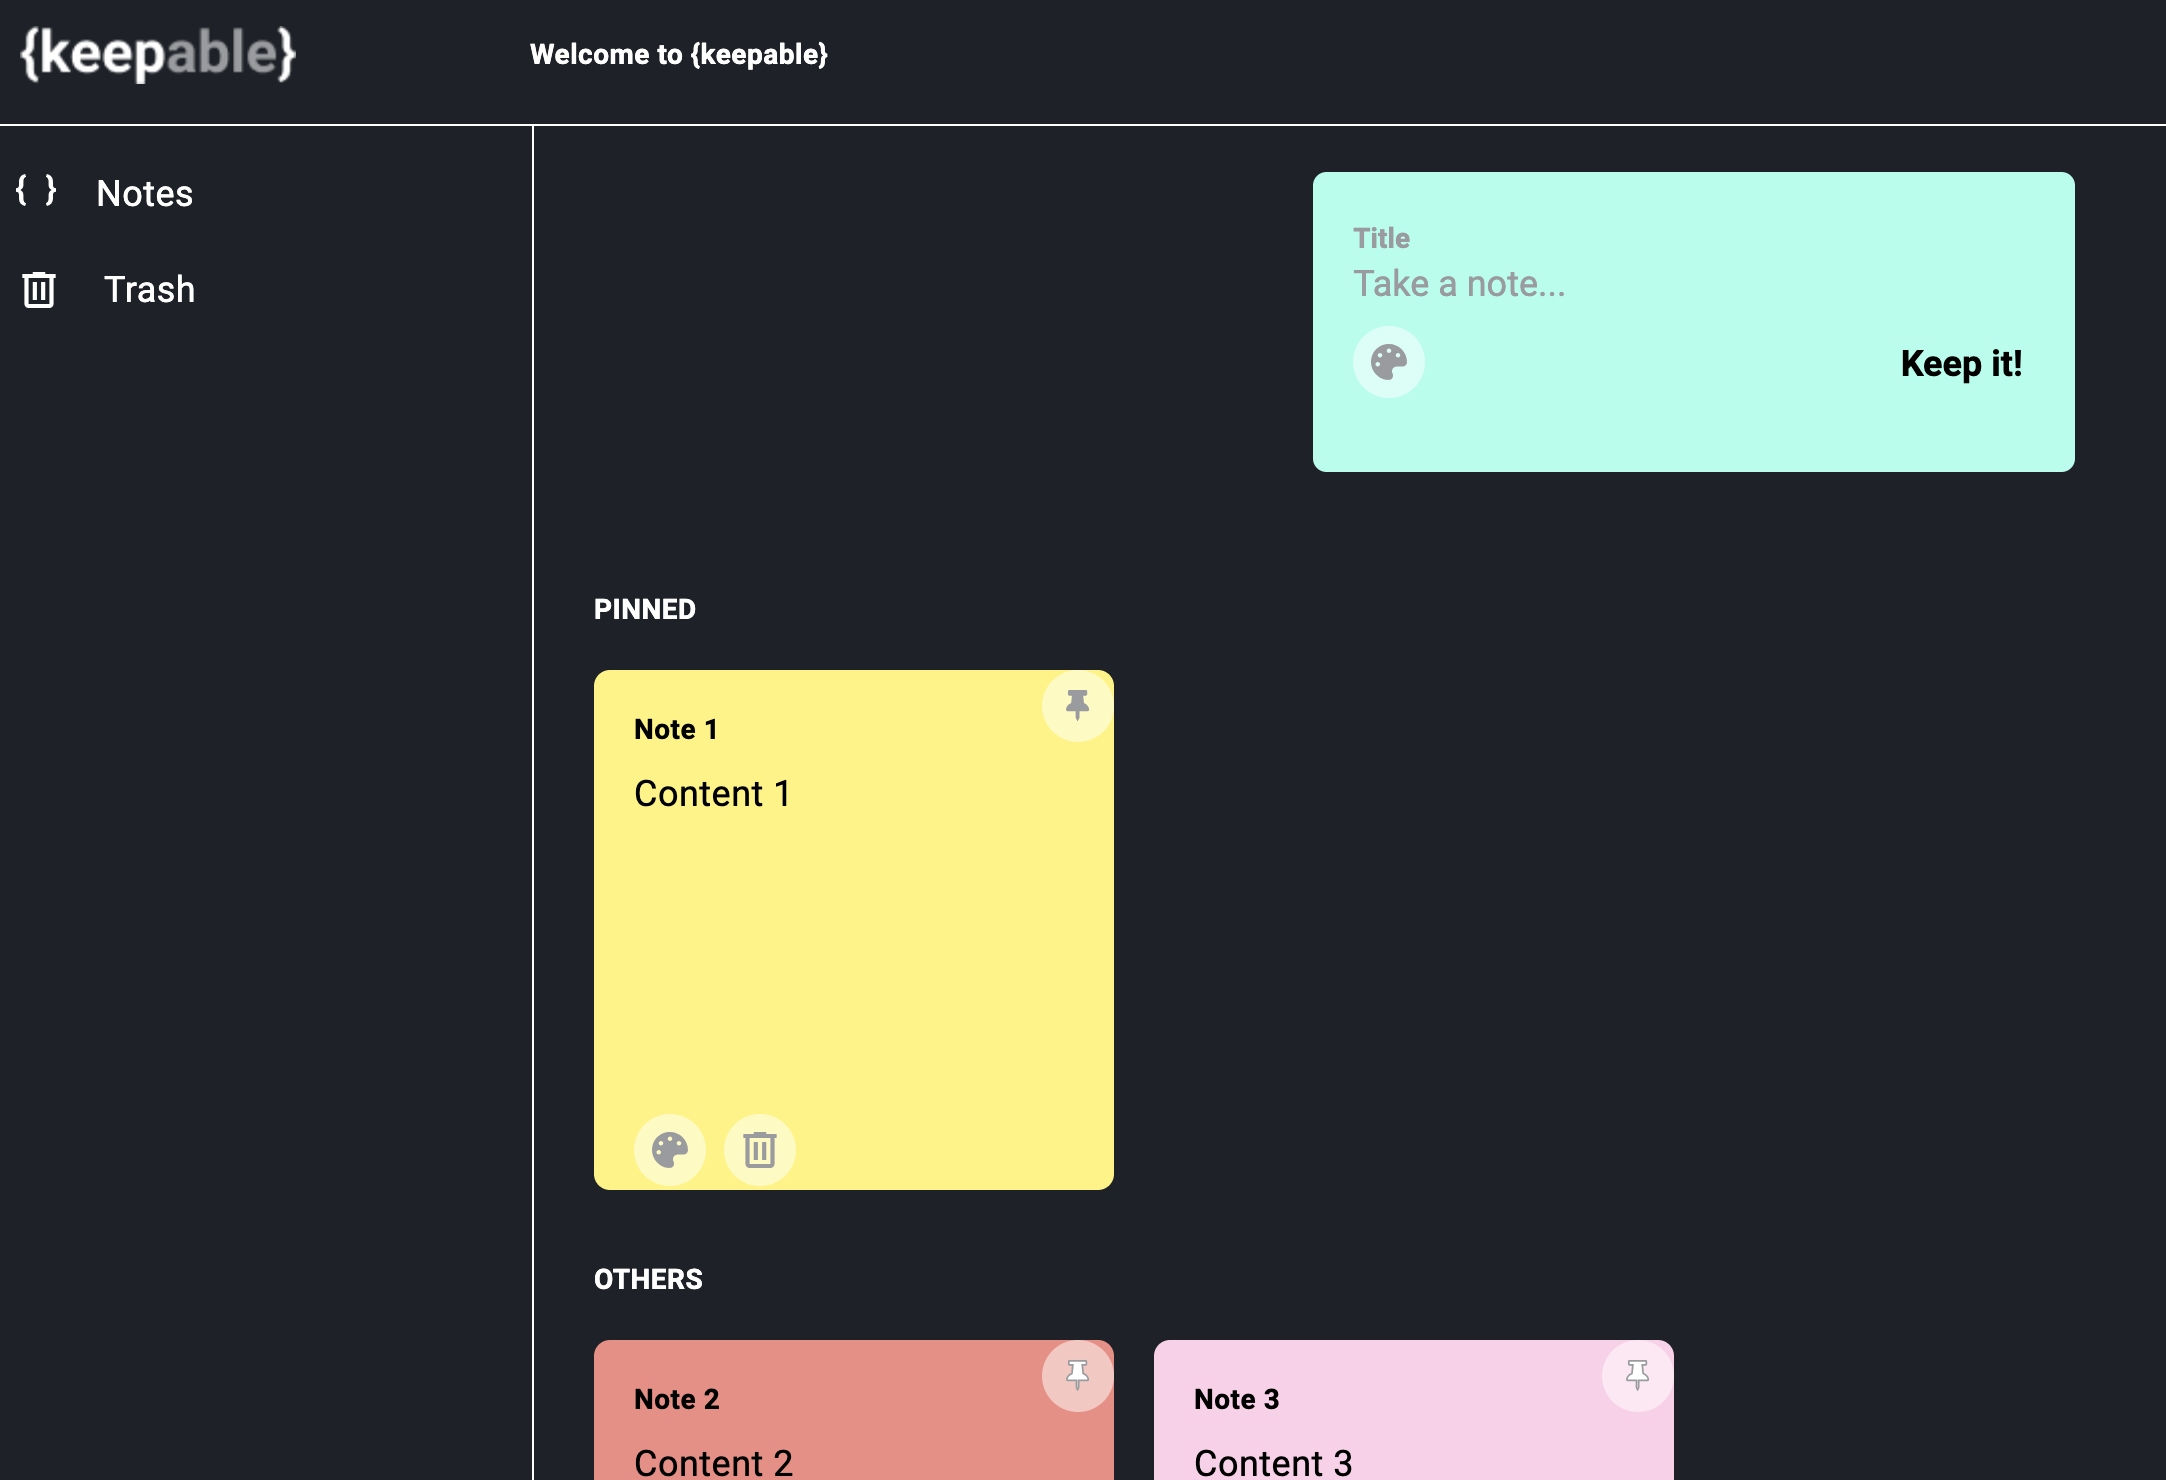 {keepable}
Welcome to {keepable}
Notes
Trash
Title
Take a note...
Keep it!
PINNED
Note 1
Content 1
OTHERS
Note 2
Content 2
Note 3
Content 3